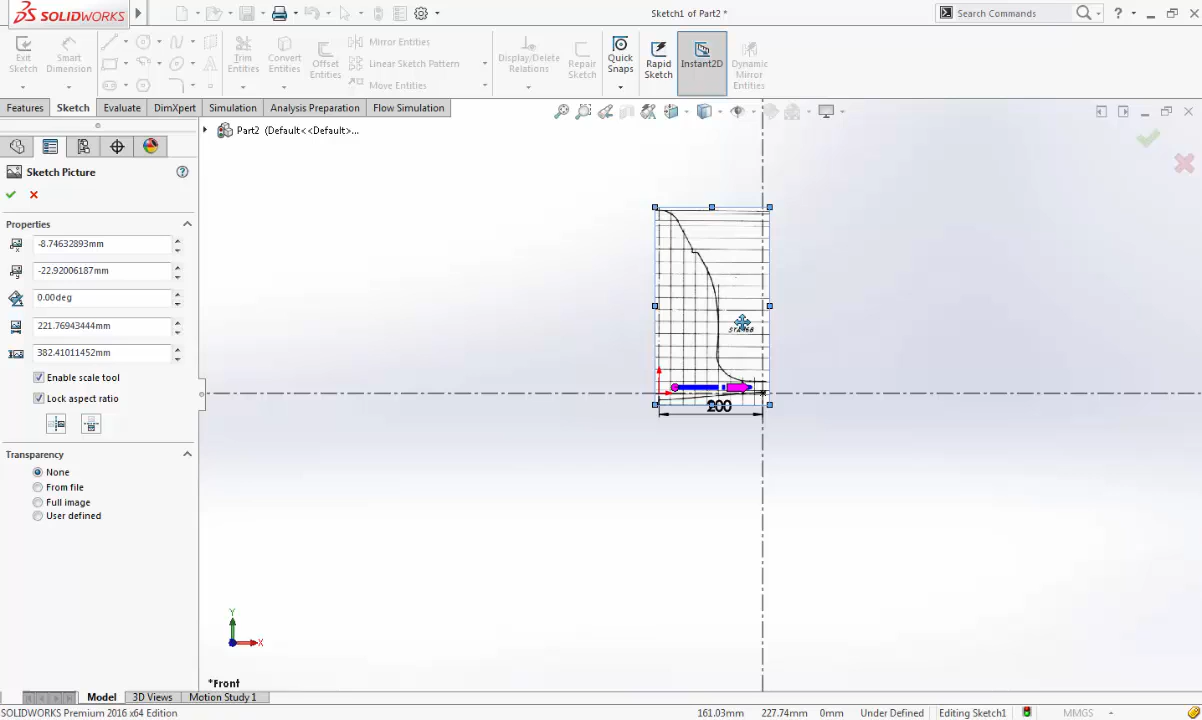 SOLIDWORKS
Sketch1 of Part2 *
Search Commands
Exit Sketch
Smart Dimension
Trim Entities
Convert Entities
Offset Entities
Mirror Entities
Linear Sketch Pattern
Move Entities
Display/Delete Relations
Repair Sketch
Quick Snaps
Rapid Sketch
Instant2D
Dynamic Mirror Entities
Features
Sketch
Evaluate
DimXpert
Simulation
Analysis Preparation
Flow Simulation
Part2 (Default<<Default>...
Sketch Picture
Properties
-8.74632893mm
-22.92006187mm
0.00deg
221.76943444mm
382.41011452mm
Enable scale tool
Lock aspect ratio
Transparency
None
From file
Full image
User defined
200
Y
X
*Front
Model
3D Views
Motion Study 1
SOLIDWORKS Premium 2016 x64 Edition
161.03mm
227.74mm
0mm
Under Defined
Editing Sketch1
MMGS